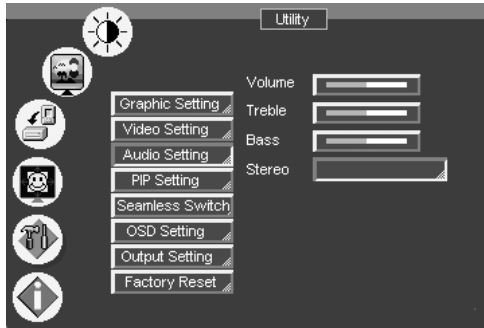 Utility
Graphic Setting
Video Setting
Audio Setting
PIP Setting
Seamless Switch
OSD Setting
Output Setting
Factory Reset
Volume
Treble
Bass
Stereo